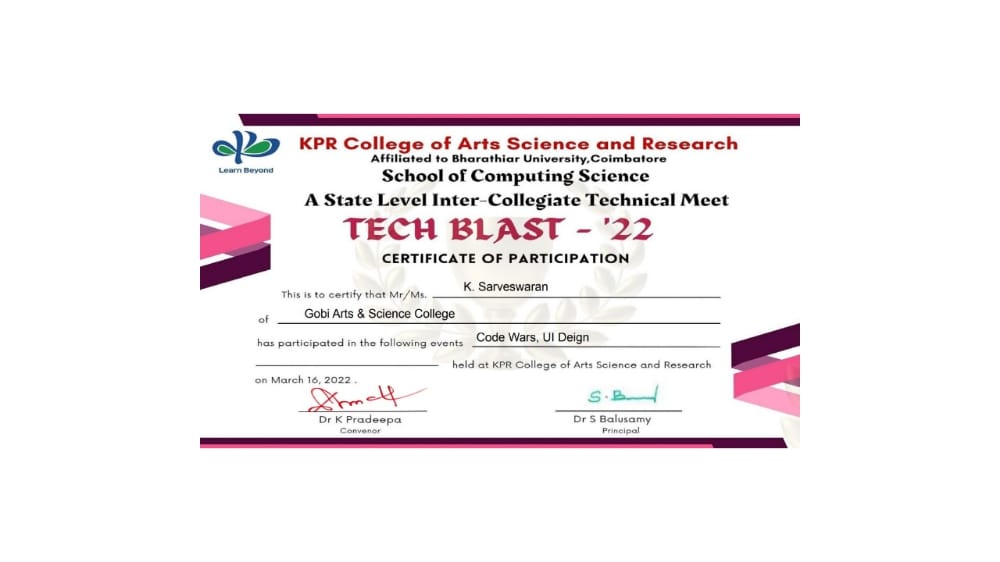 KPR College of Arts Science and Research
Affiliated to Bharathiar University,Coimbatore
Learn Beyond
School of Computing Science
A State Level Inter-Collegiate Technical Meet
TECH BLAST - '22
CERTIFICATE OF PARTICIPATION
This is to certify that Mr/Ms. K. Sarveswaran
of Gobi Arts & Science College
has participated in the following events Code Wars, UI Deign
held at KPR College of Arts Science and Research
on March 16, 2022 .
S. B
Dr K Pradeepa Dr S Balusamy
Convenor Principal